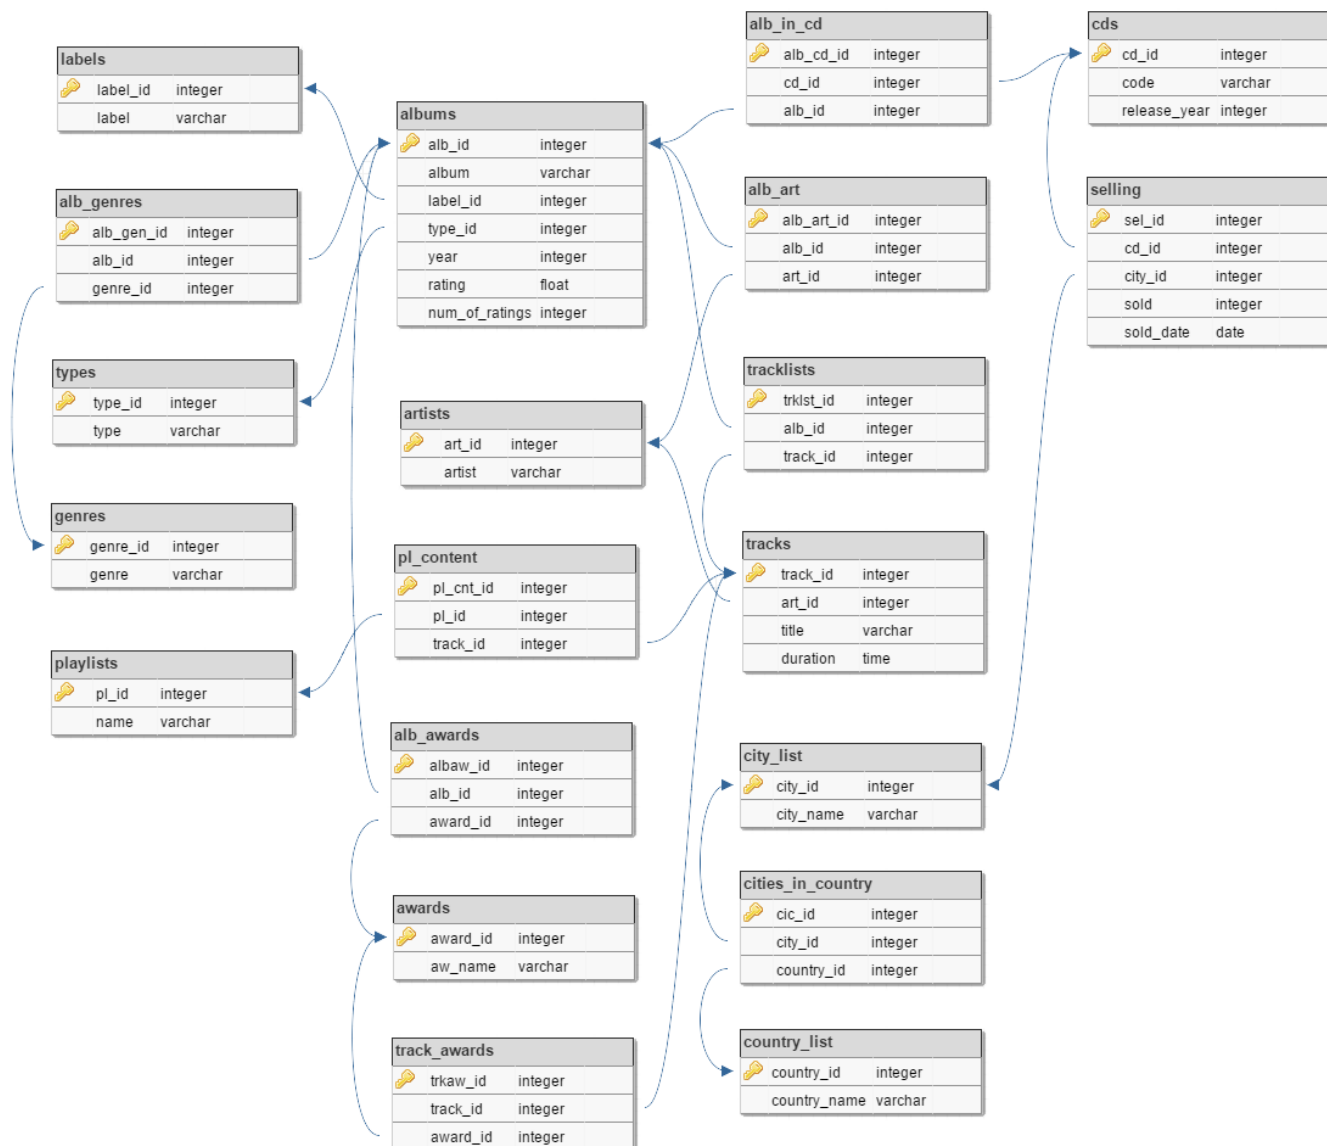 labels
label_id integer
label varchar
alb_genres
alb_gen_id integer
alb_id integer
genre_id integer
types
type_id integer
type varchar
genres
genre_id integer
genre varchar
playlists
pl_id integer
name varchar
albums
alb_id integer
album varchar
label_id integer
type_id integer
year integer
rating float
num_of_ratings integer
artists
art_id integer
artist varchar
pl_content
pl_cnt_id integer
pl_id integer
track_id integer
alb_awards
albaw_id integer
alb_id integer
award_id integer
awards
award_id integer
aw_name varchar
track_awards
trkaw_id integer
track_id integer
award_id integer
alb_in_cd
alb_cd_id integer
cd_id integer
alb_id integer
alb_art
alb_art_id integer
alb_id integer
art_id integer
tracklists
trklst_id integer
alb_id integer
track_id integer
tracks
track_id integer
art_id integer
title varchar
duration time
city_list
city_id integer
city_name varchar
cities_in_country
cic_id integer
city_id integer
country_id integer
country_list
country_id integer
country_name varchar
cds
cd_id integer
code varchar
release_year integer
selling
sel_id integer
cd_id integer
city_id integer
sold integer
sold_date date